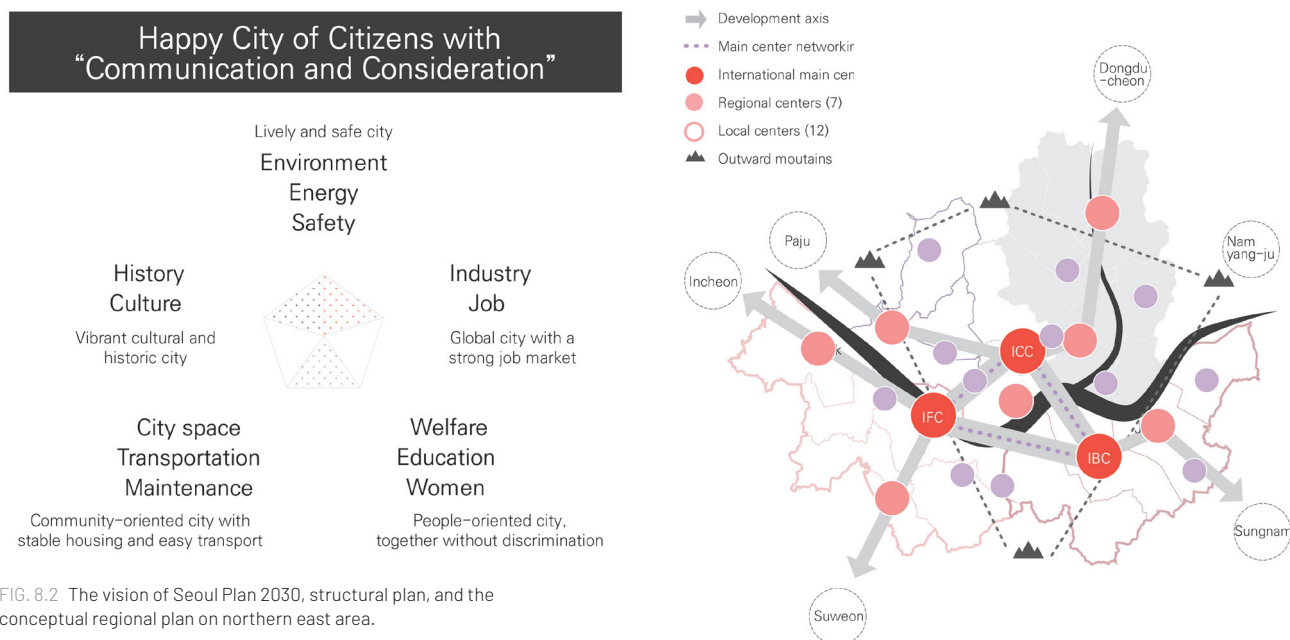 Happy City of Citizens with
“Communication and Consideration”
Lively and safe city
Environment
Energy
Safety
History
Culture
Vibrant cultural and
historic city
Industry
Job
Global city with a
strong job market
City space
Transportation
Maintenance
Community-oriented city with
stable housing and easy transport
Welfare
Education
Women
People-oriented city,
together without discrimination
FIG. 8.2 The vision of Seoul Plan 2030, structural plan, and the
conceptual regional plan on northern east area.
Development axis
Main center networkin
International main cen
Regional centers (7)
Local centers (12)
Outward moutains
Dongdu
-cheon
Paju
Nam
yang-ju
Incheon
ICC
k
IFC
IBC
Sungnam
Suweon